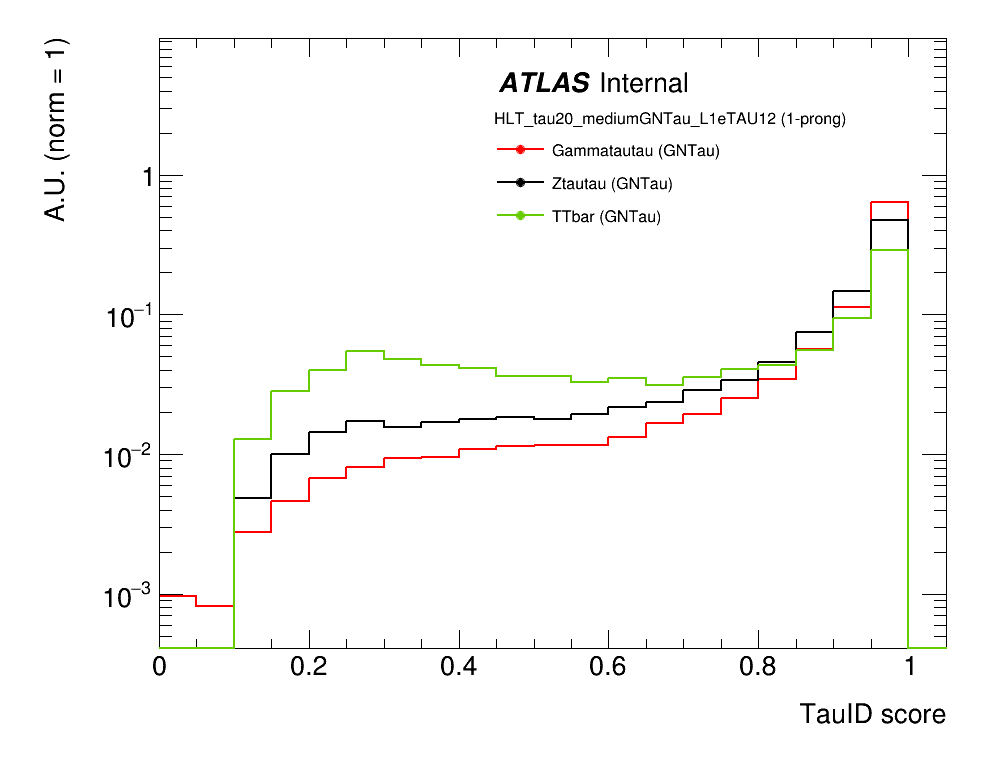 A.U. (norm = 1)
ATLAS Internal
HLT_tau20_mediumGNTau_L1eTAU12 (1-prong)
Gammatautau (GNTau)
Ztautau (GNTau)
TTbar (GNTau)
1
10⁻¹
10⁻²
10⁻³
0 0.2 0.4 0.6 0.8 1
TauID score